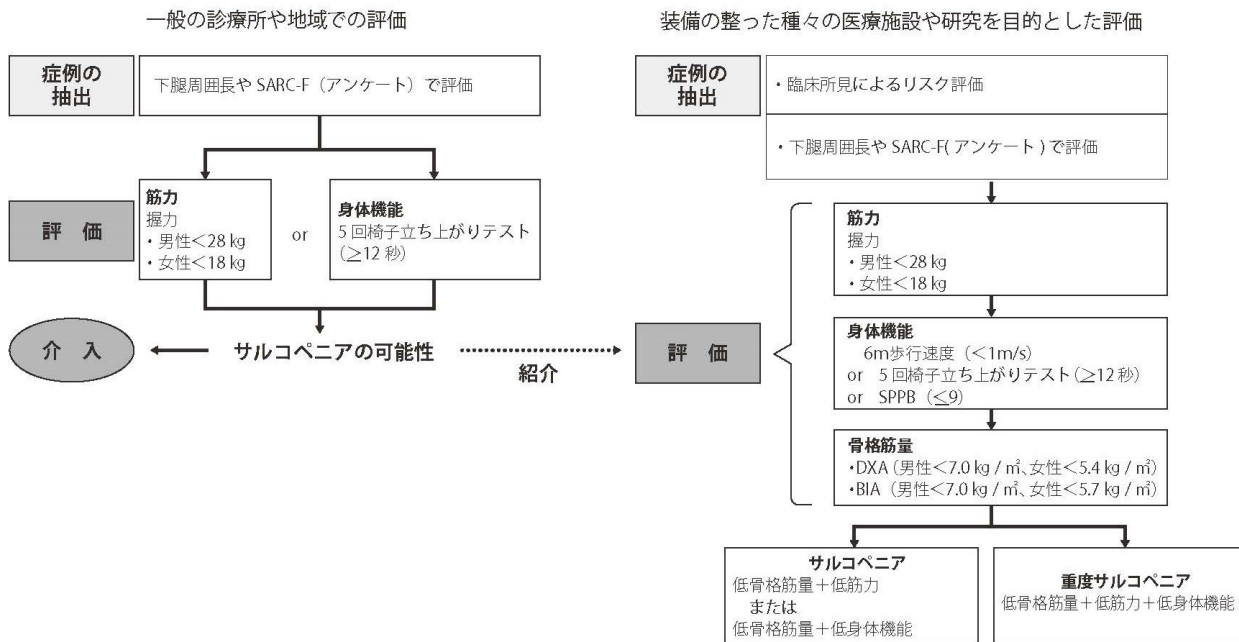 一般の診療所や地域での評価
症例の
抽出
下腿周囲長や SARC-F（アンケート）で評価
評 価
筋力
握力
・男性＜28 kg
・女性＜18 kg
or
身体機能
5 回椅子立ち上がりテスト
（≥12 秒）
介 入
サルコペニアの可能性
紹介
装備の整った種々の医療施設や研究を目的とした評価
症例の
抽出
・臨床所見によるリスク評価
・下腿周囲長や SARC-F( アンケート ) で評価
評 価
筋力
握力
・男性＜28 kg
・女性＜18 kg
身体機能
6m歩行速度（＜1m/s）
or 5 回椅子立ち上がりテスト（≥12 秒）
or SPPB（≤9）
骨格筋量
・DXA（男性＜7.0 kg / ㎡、女性＜5.4 kg / ㎡）
・BIA（男性＜7.0 kg / ㎡、女性＜5.7 kg / ㎡）
サルコペニア
低骨格筋量＋低筋力
または
低骨格筋量＋低身体機能
重度サルコペニア
低骨格筋量＋低筋力＋低身体機能